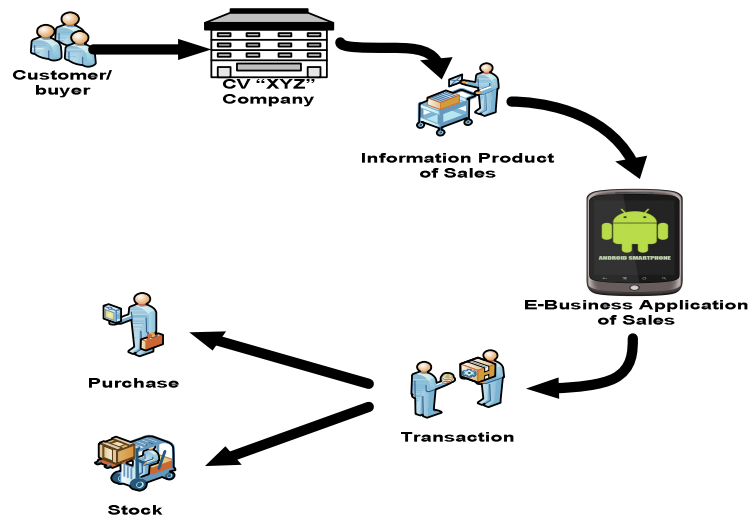 Customer/
buyer
CV “XYZ”
Company
Information Product
of Sales
ANDROID SMARTPHONE
E-Business Application
of Sales
Transaction
Purchase
Stock